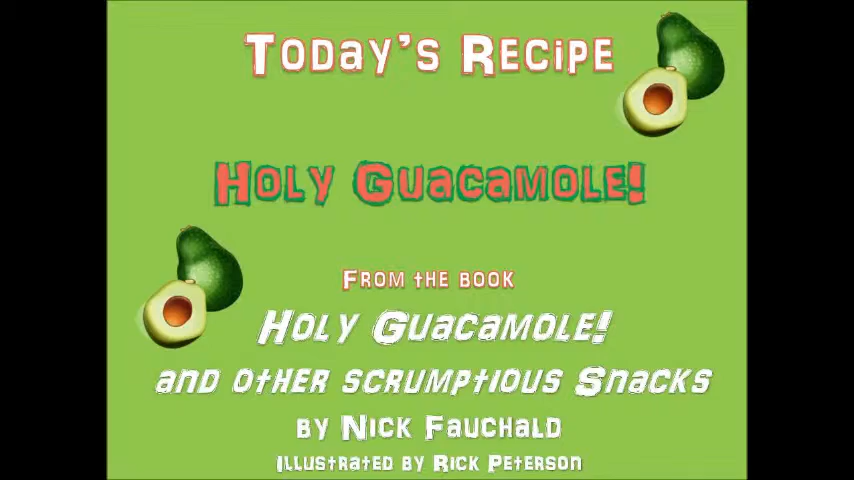 Today's Recipe
Holy Guacamole!
From the book
Holy Guacamole!
and other scrumptious Snacks
by Nick Fauchald
Illustrated by Rick Peterson